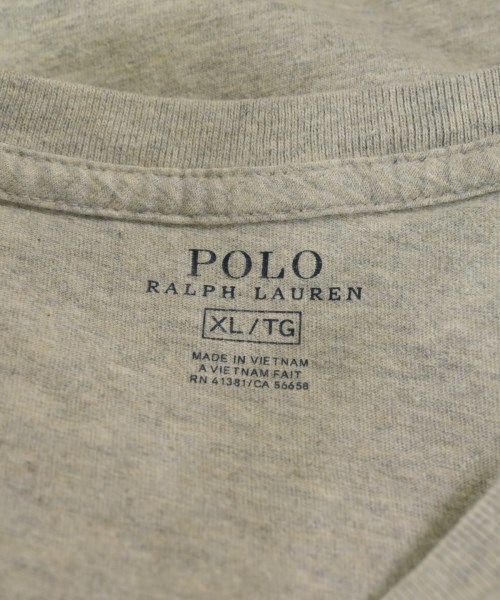 POLO
RALPH LAUREN
XL/TG
MADE IN VIETNAM
A VIETNAM FAIT
RN 41381/CA 56658